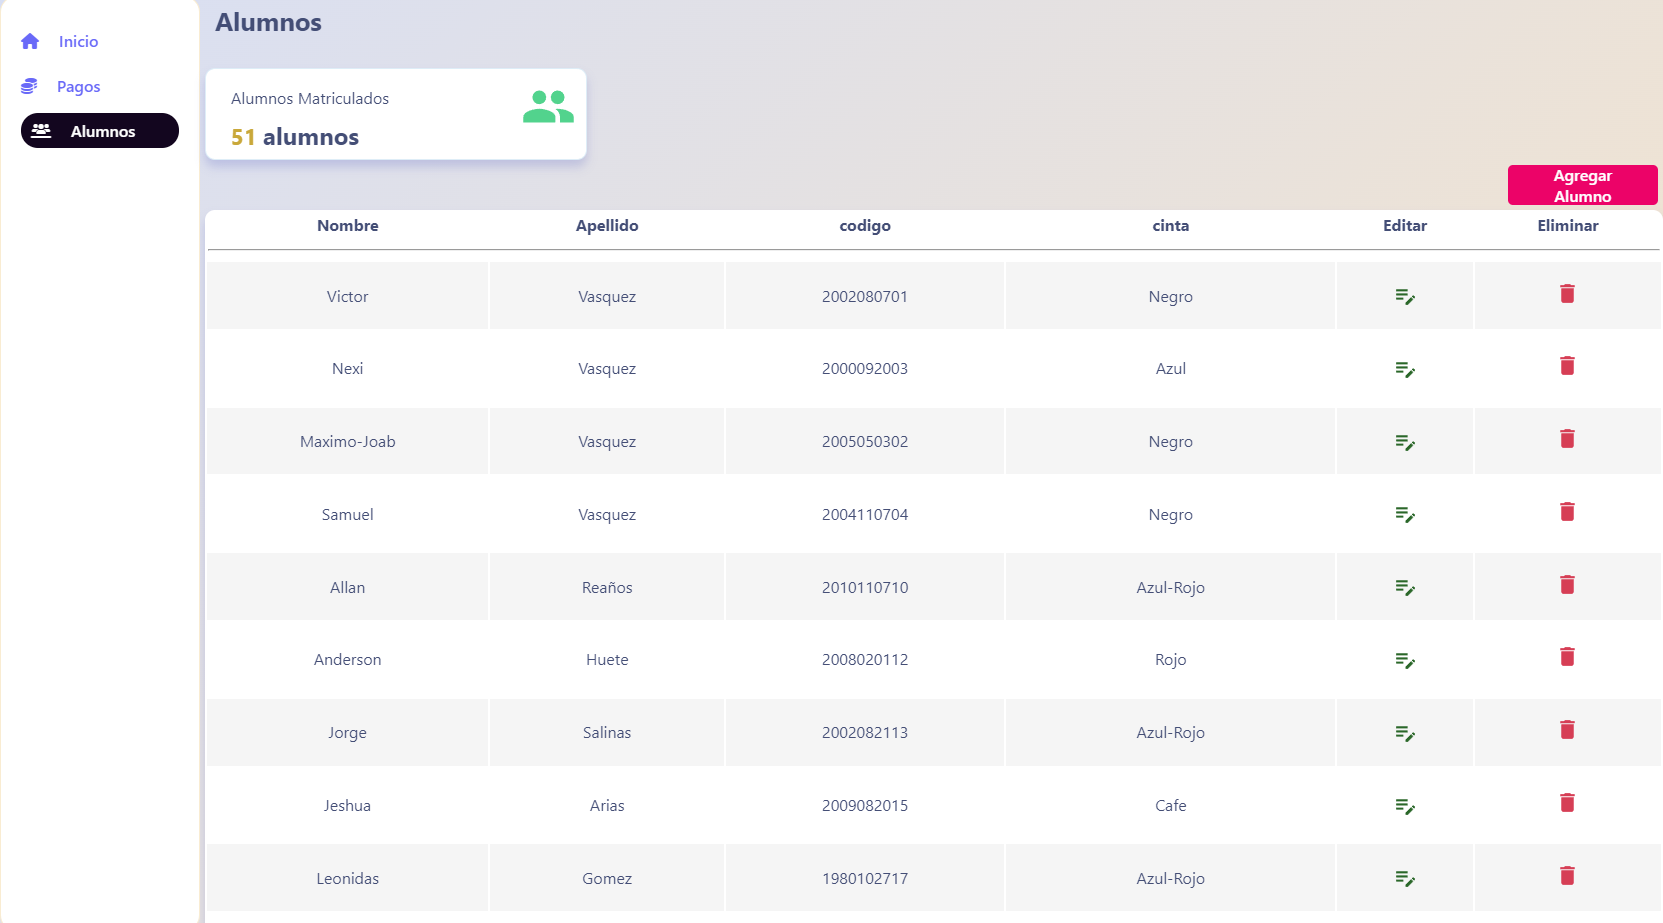 Inicio
Pagos
Alumnos
Alumnos
Alumnos Matriculados
51 alumnos
Agregar
Alumno
Nombre Apellido codigo cinta Editar Eliminar
Victor Vasquez 2002080701 Negro
Nexi Vasquez 2000092003 Azul
Maximo-Joab Vasquez 2005050302 Negro
Samuel Vasquez 2004110704 Negro
Allan Reaños 2010110710 Azul-Rojo
Anderson Huete 2008020112 Rojo
Jorge Salinas 2002082113 Azul-Rojo
Jeshua Arias 2009082015 Cafe
Leonidas Gomez 1980102717 Azul-Rojo